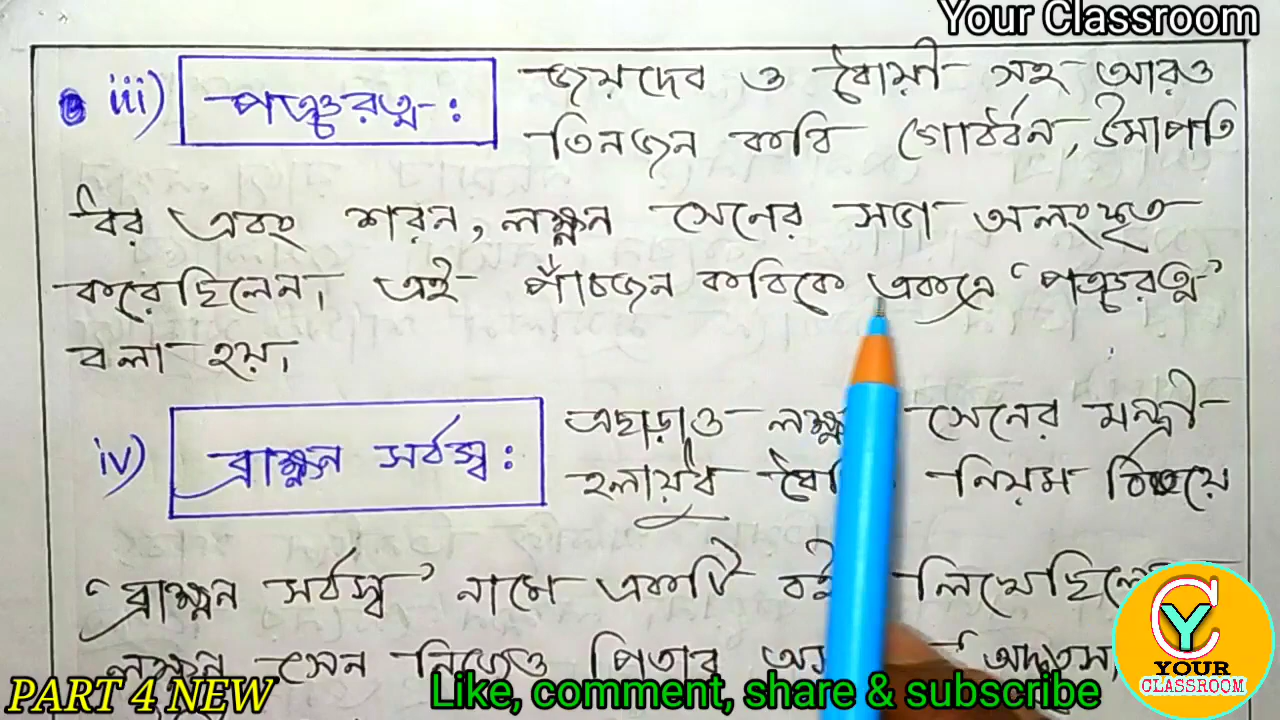 Your Classroom
iii) পঞ্চরত্ন : জয়দেব ও ধোয়ী সহ আরও
তিনজন কবি গোবর্ধন, উমাপতি
ধর এবং শরন, লক্ষ্মন সেনের সভা অলংকৃত
করেছিলেন। এই পাঁচজন কবিকে একত্রে ‘পঞ্চরত্ন’
বলা হয়।
iv) ব্রাহ্মন সর্বস্ব : এছাড়াও সেনের মন্ত্রী
হলায়ুধ নিয়ম বিষয়ে
‘ব্রাহ্মন সর্বস্ব’ নামে একটি বই
লক্ষ্মন সেন নিজেও পিতার
PART 4 NEW
Like, comment, share & subscribe
C
Y
YOUR
CLASSROOM